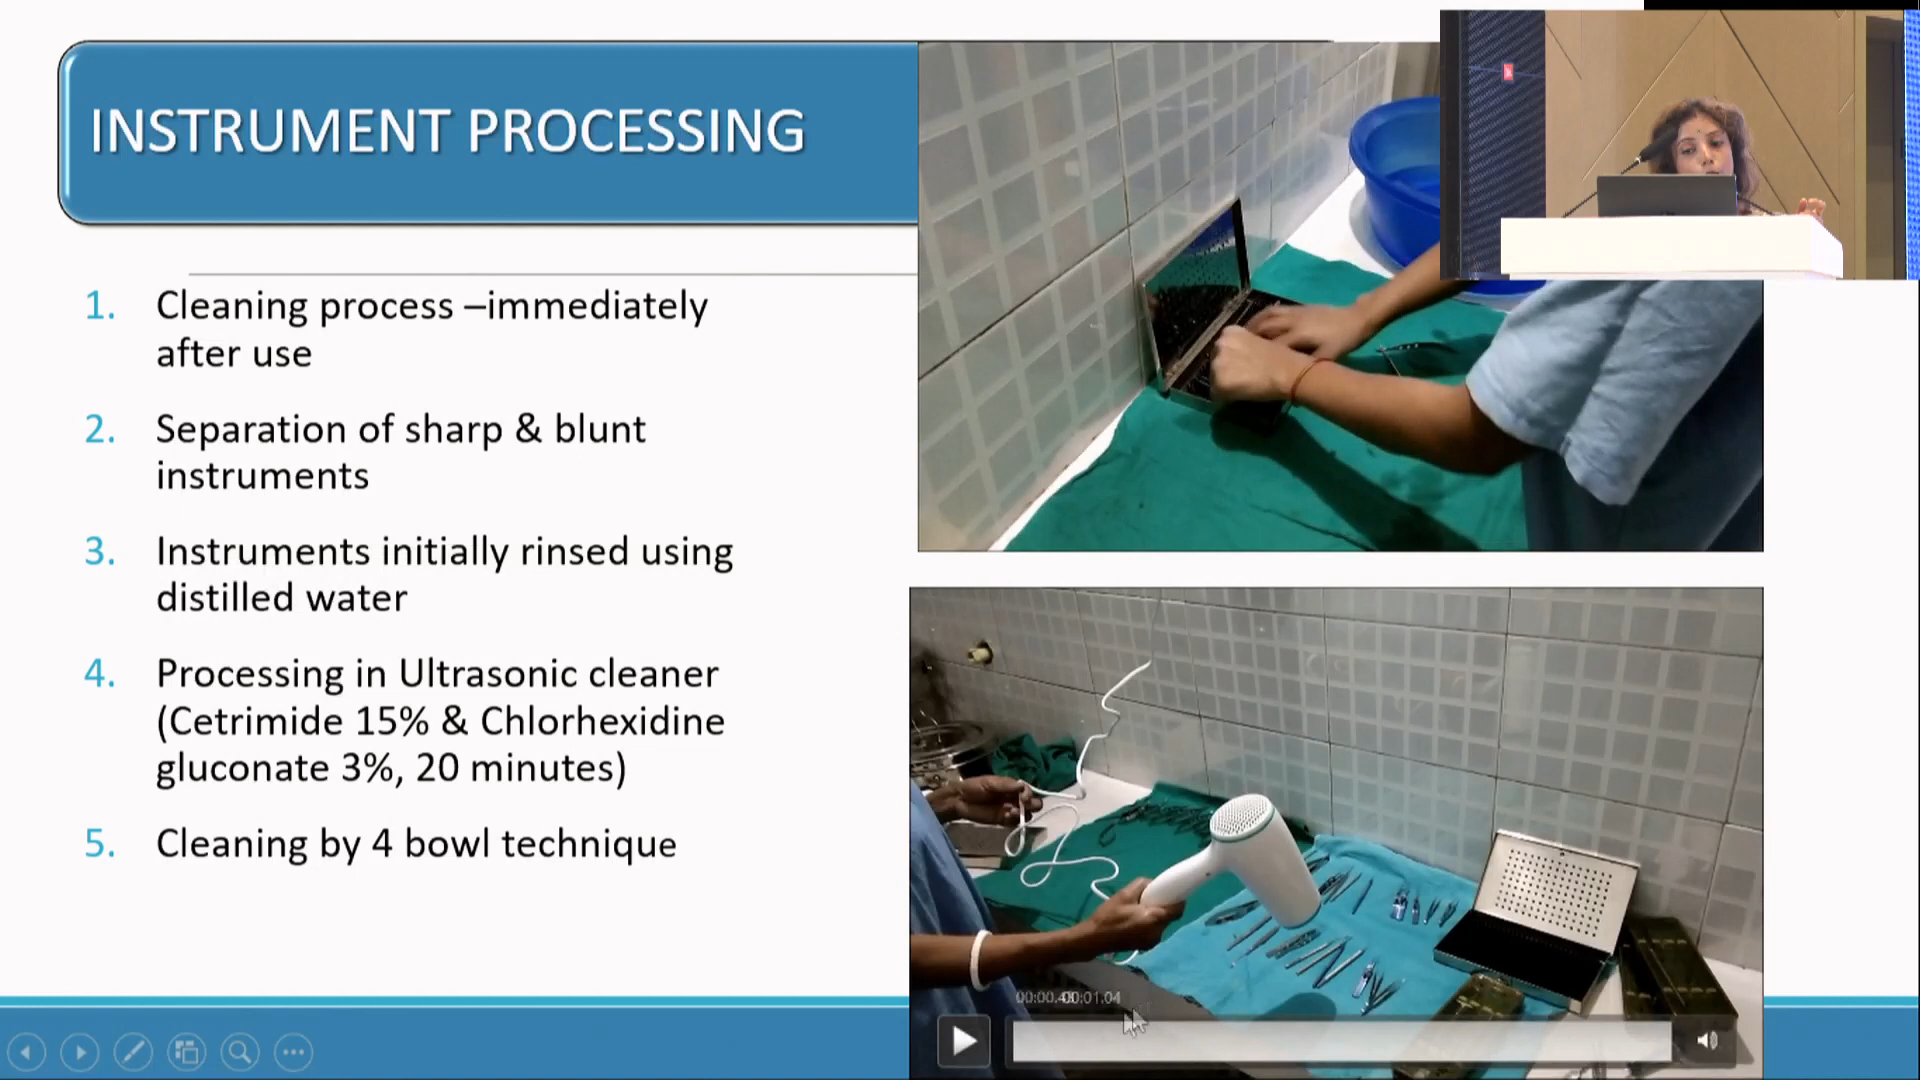 INSTRUMENT PROCESSING
1. Cleaning process –immediately
after use
2. Separation of sharp & blunt
instruments
3. Instruments initially rinsed using
distilled water
4. Processing in Ultrasonic cleaner
(Cetrimide 15% & Chlorhexidine
gluconate 3%, 20 minutes)
5. Cleaning by 4 bowl technique
00:01.04